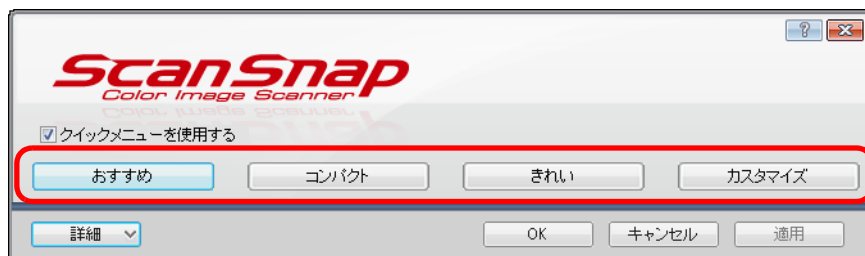 ScanSnap
Color Image Scanner
クイックメニューを使用する
おすすめ コンパクト きれい カスタマイズ
詳細 OK キャンセル 適用